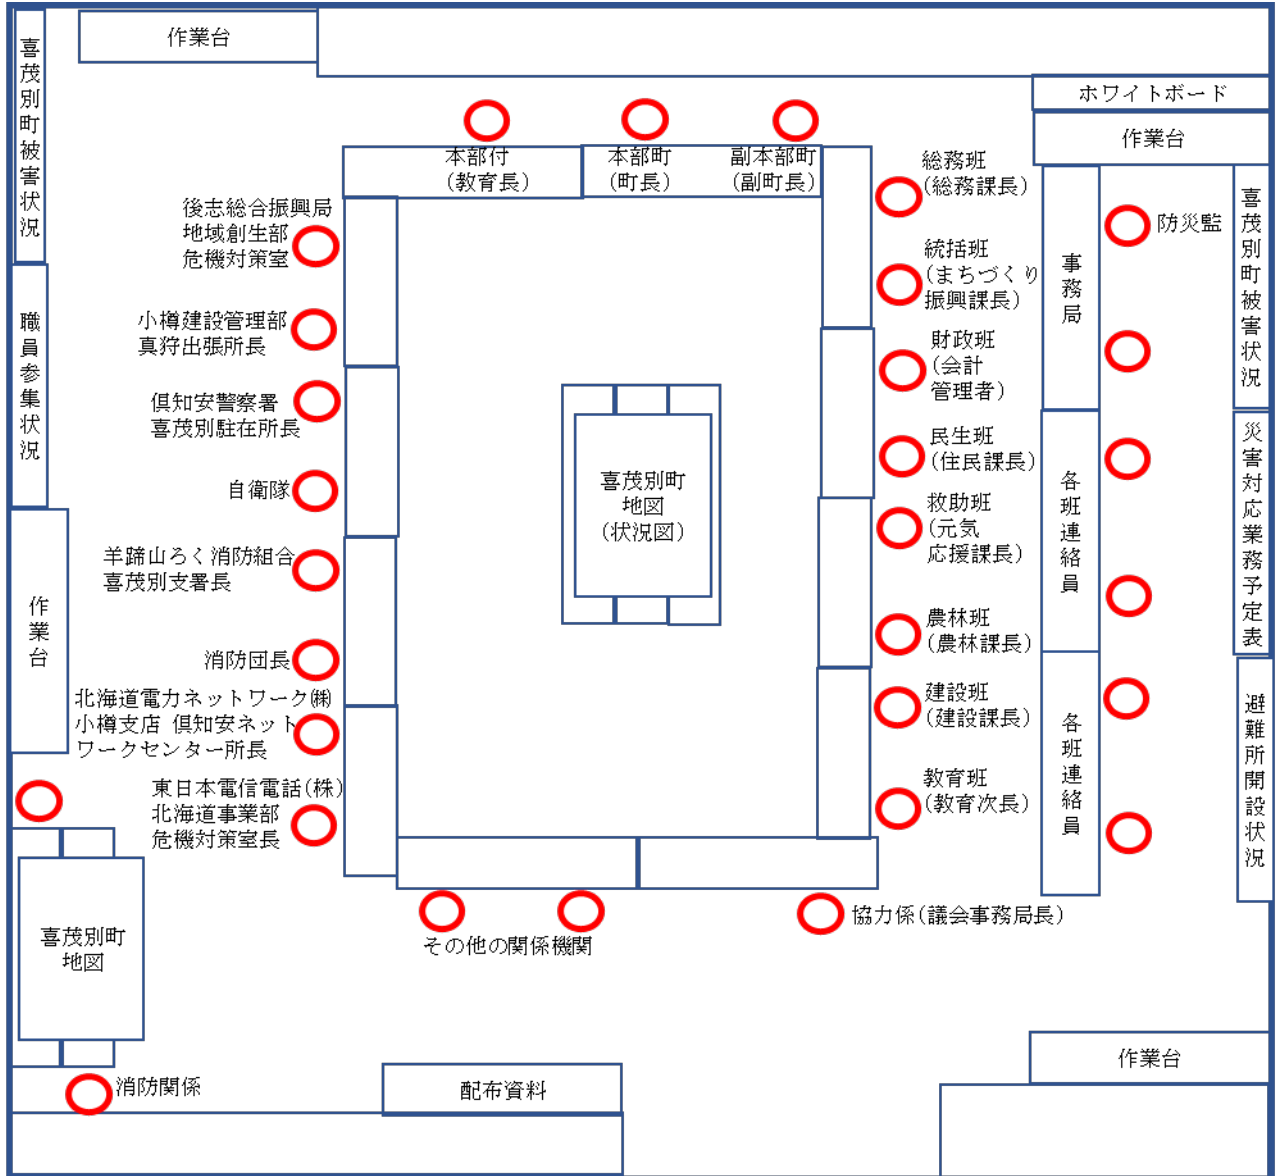 作業台
ホワイトボード
作業台
喜茂別町被害状況
職員参集状況
作業台
本部付
(教育長)
本部町
(町長)
副本部町
(副町長)
後志総合振興局
地域創生部
危機対策室
小樽建設管理部
真狩出張所長
倶知安警察署
喜茂別駐在所長
自衛隊
羊蹄山ろく消防組合
喜茂別支署長
消防団長
北海道電力ネットワーク㈱
小樽支店 倶知安ネット
ワークセンター所長
東日本電信電話(株)
北海道事業部
危機対策室長
喜茂別町
地図
(状況図)
総務班
(総務課長)
統括班
(まちづくり
振興課長)
財政班
(会計
管理者)
民生班
(住民課長)
救助班
(元気
応援課長)
農林班
(農林課長)
建設班
(建設課長)
教育班
(教育次長)
事務局
各班連絡員
各班連絡員
防災監
喜茂別町被害状況
災害対応業務予定表
避難所開設状況
その他の関係機関
協力係(議会事務局長)
喜茂別町
地図
消防関係
配布資料
作業台